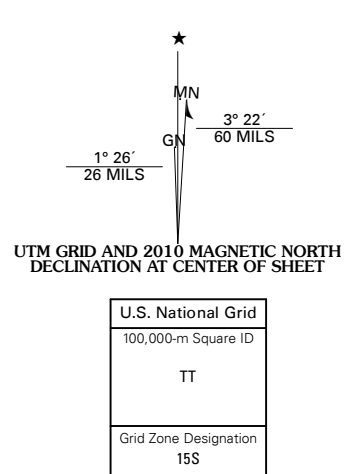 ★
MN
3° 22´
60 MILS
GN
1° 26´
26 MILS
UTM GRID AND 2010 MAGNETIC NORTH
DECLINATION AT CENTER OF SHEET
U.S. National Grid
100,000-m Square ID
TT
Grid Zone Designation
15S